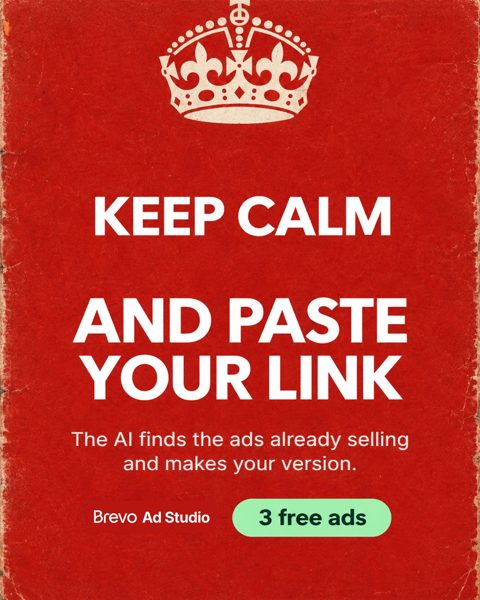 KEEP CALM
AND PASTE
YOUR LINK
The AI finds the ads already selling
and makes your version.
Brevo Ad Studio
3 free ads